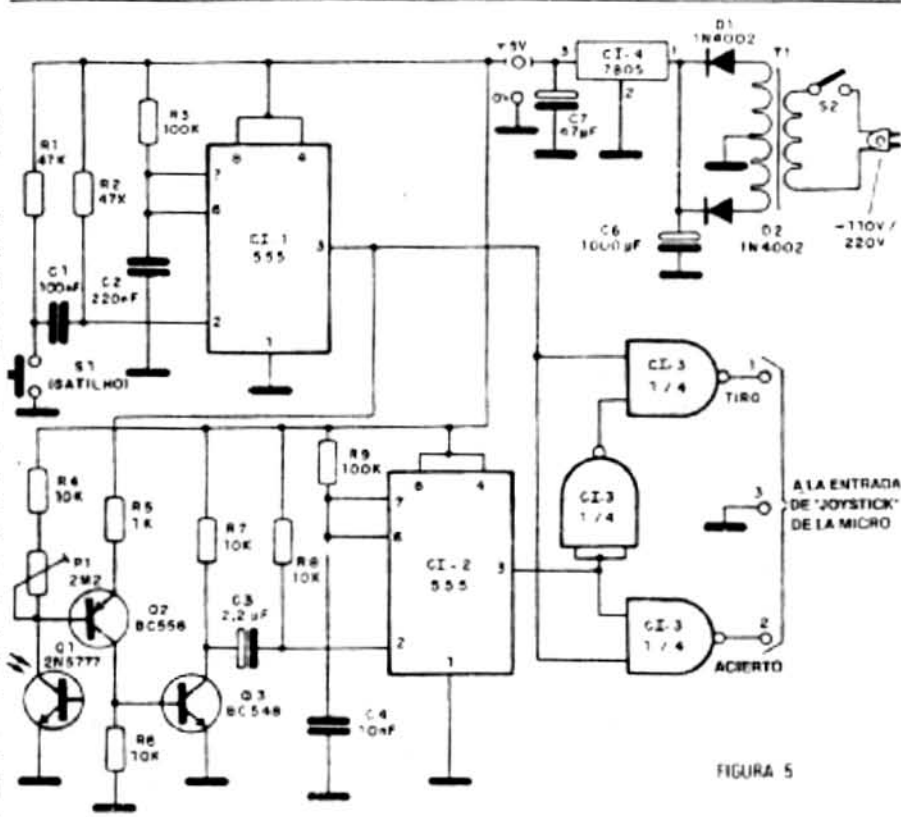 D1
1N4002
T1
+5V
3
CI-4
7805
1
2
S2
0V
C7
47µF
R3
100K
R1
47K
R2
47K
8
4
7
6
CI-1
555
3
2
1
C1
100nF
C2
220nF
S1
(GATILHO)
C6
1000µF
D2
1N4002
~110V/
220V
CI-3
1/4
1
TIRO
CI-3
1/4
3
A LA ENTRADA
DE "JOYSTICK"
DE LA MICRO
CI-3
1/4
2
ACIERTO
R4
10K
R5
1K
R7
10K
R8
10K
R9
100K
8
4
7
6
CI-2
555
3
2
1
P1
2M2
Q2
BC558
C3
2,2µF
Q1
2N5777
Q3
BC548
R6
10K
C4
10nF
FIGURA 5